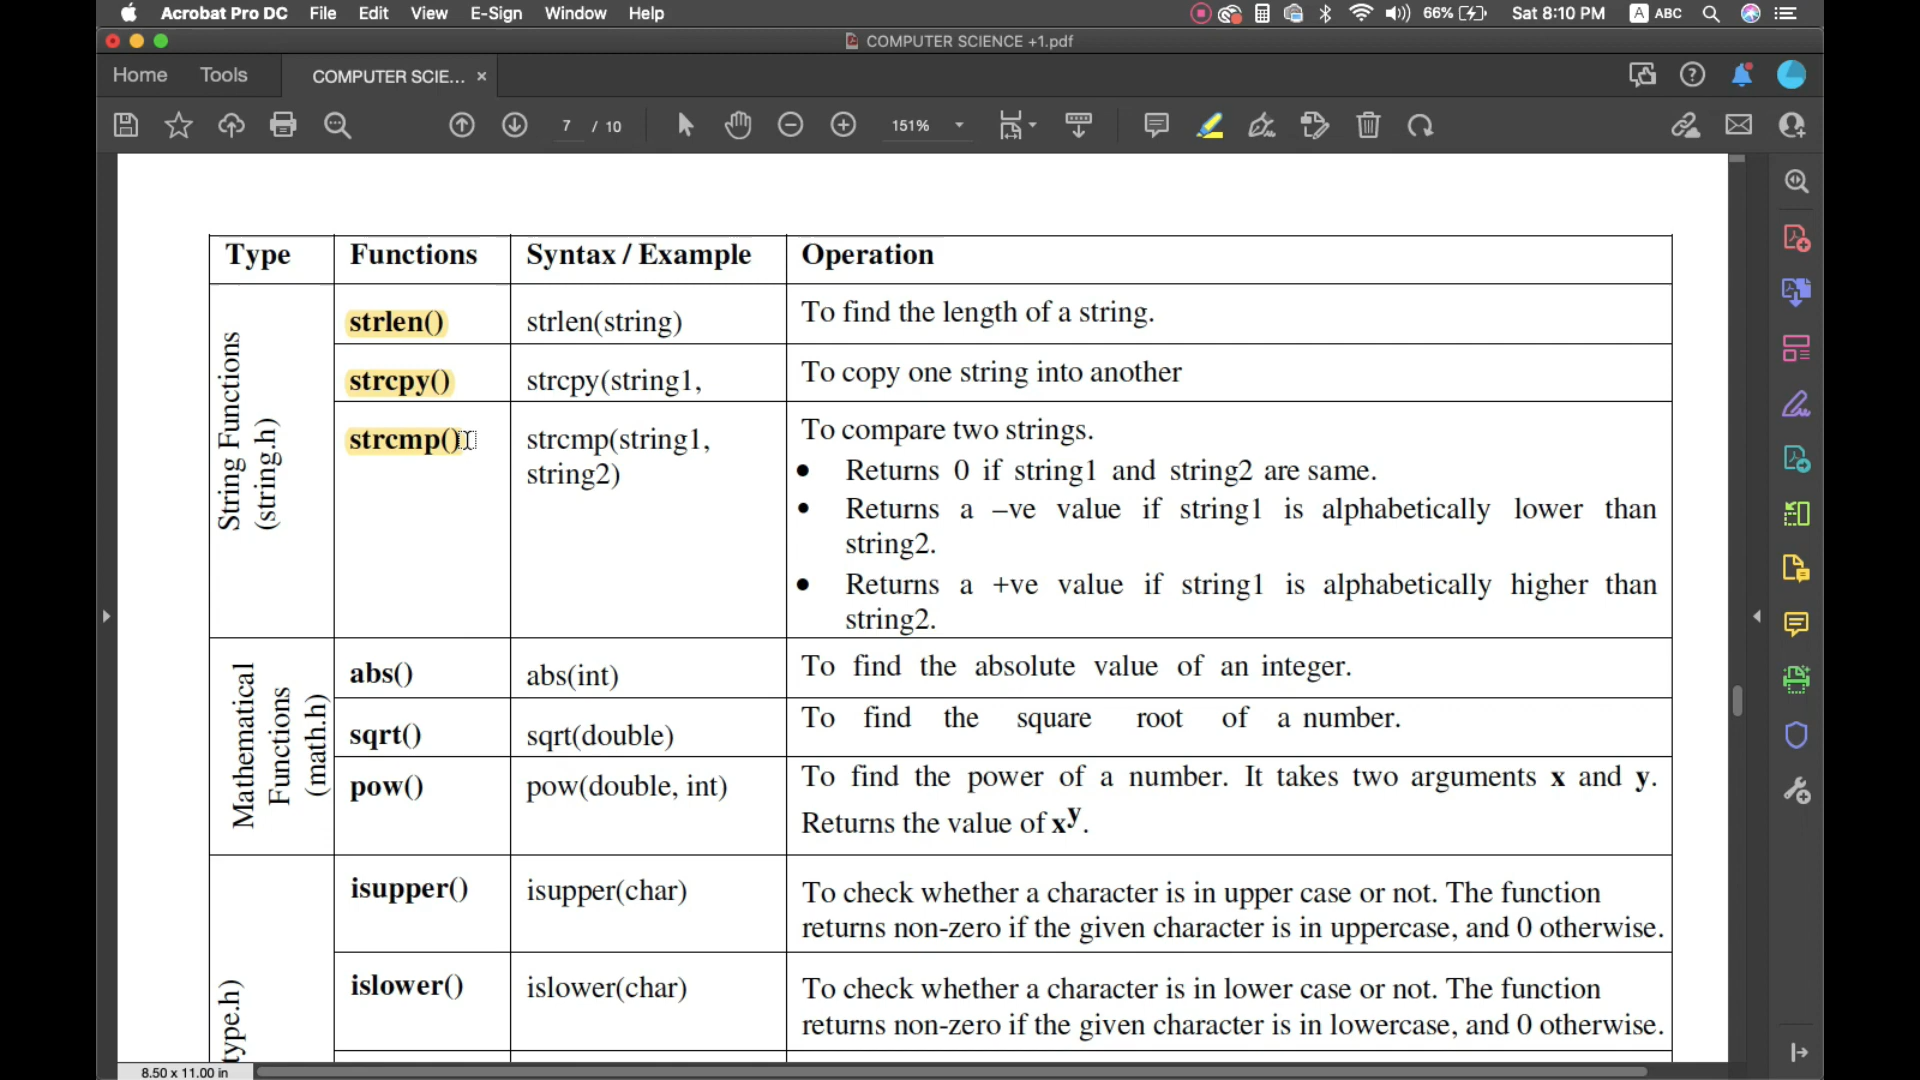 Acrobat Pro DC File Edit View E-Sign Window Help 66% Sat 8:10 PM A ABC
COMPUTER SCIENCE +1.pdf
Home Tools COMPUTER SCIE... ×
7 / 10 151%
Type Functions Syntax / Example Operation
String Functions
(string.h)
strlen() strlen(string) To find the length of a string.
strcpy() strcpy(string1, To copy one string into another
strcmp() strcmp(string1,
string2)
To compare two strings.
• Returns 0 if string1 and string2 are same.
• Returns a –ve value if string1 is alphabetically lower than
string2.
• Returns a +ve value if string1 is alphabetically higher than
string2.
Mathematical
Functions
(math.h)
abs() abs(int) To find the absolute value of an integer.
sqrt() sqrt(double) To find the square root of a number.
pow() pow(double, int) To find the power of a number. It takes two arguments x and y.
Returns the value of x^y.
type.h)
isupper() isupper(char) To check whether a character is in upper case or not. The function
returns non-zero if the given character is in uppercase, and 0 otherwise.
islower() islower(char) To check whether a character is in lower case or not. The function
returns non-zero if the given character is in lowercase, and 0 otherwise.
8.50 x 11.00 in